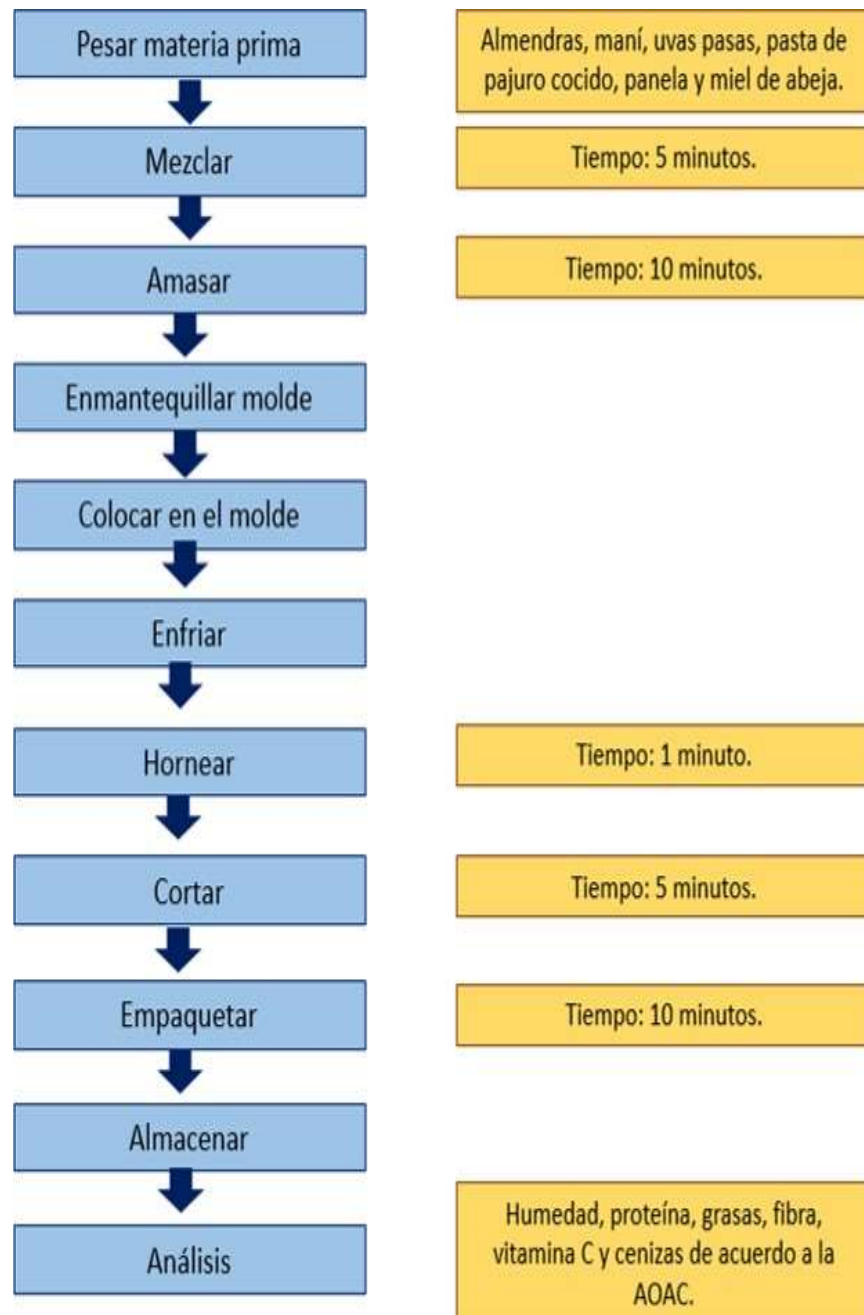 Pesar materia prima
Almendras, maní, uvas pasas, pasta de
pajuro cocido, panela y miel de abeja.
Mezclar
Tiempo: 5 minutos.
Amasar
Tiempo: 10 minutos.
Enmantequillar molde
Colocar en el molde
Enfriar
Hornear
Tiempo: 1 minuto.
Cortar
Tiempo: 5 minutos.
Empaquetar
Tiempo: 10 minutos.
Almacenar
Análisis
Humedad, proteína, grasas, fibra,
vitamina C y cenizas de acuerdo a la
AOAC.